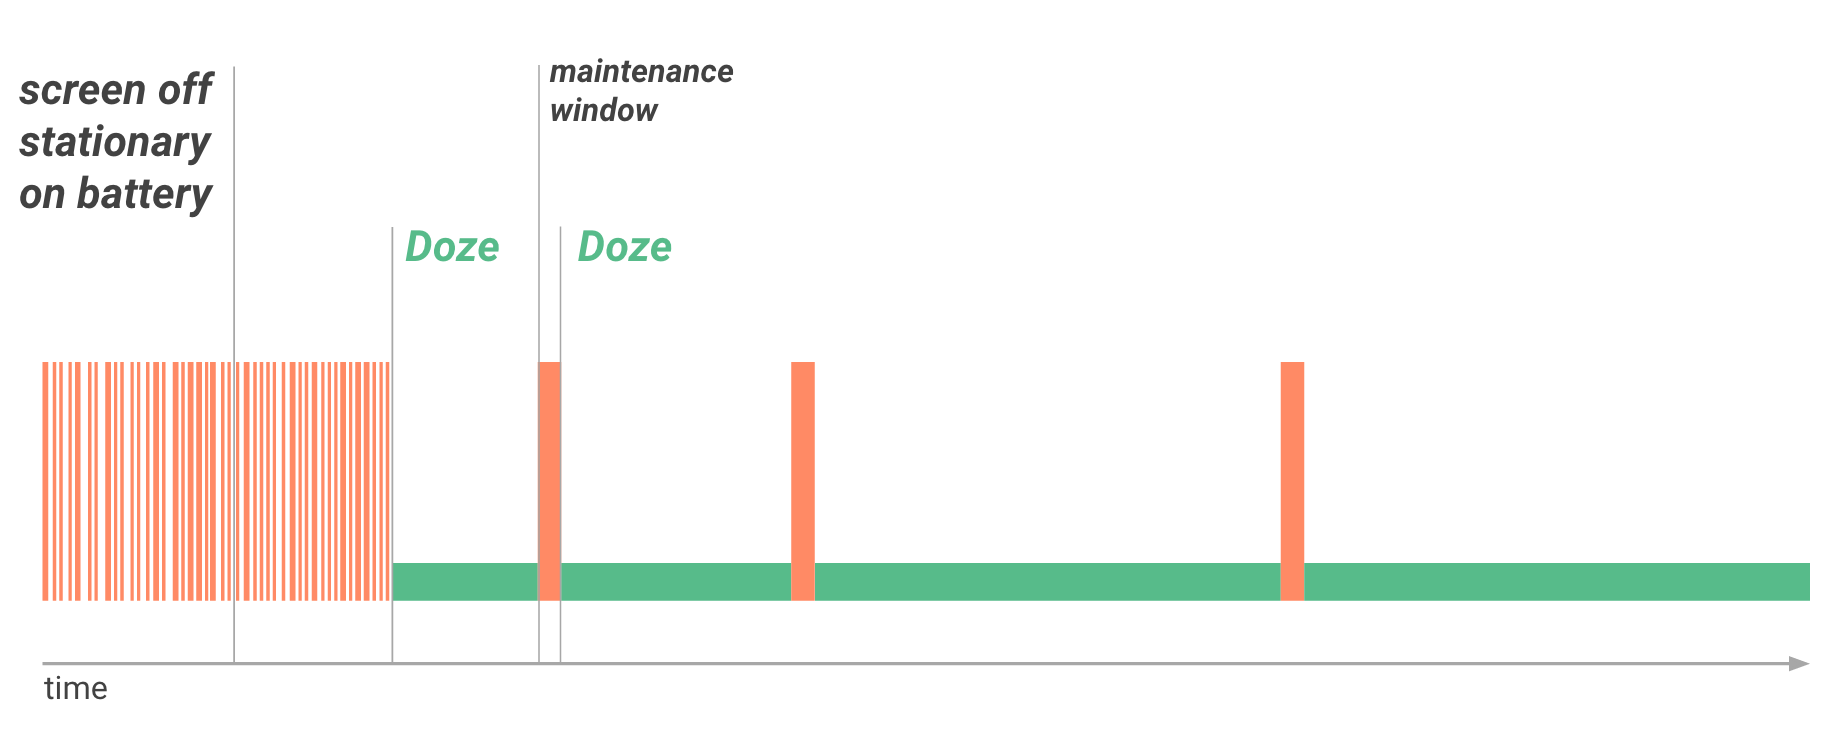 screen off
stationary
on battery
maintenance
window
Doze
Doze
time